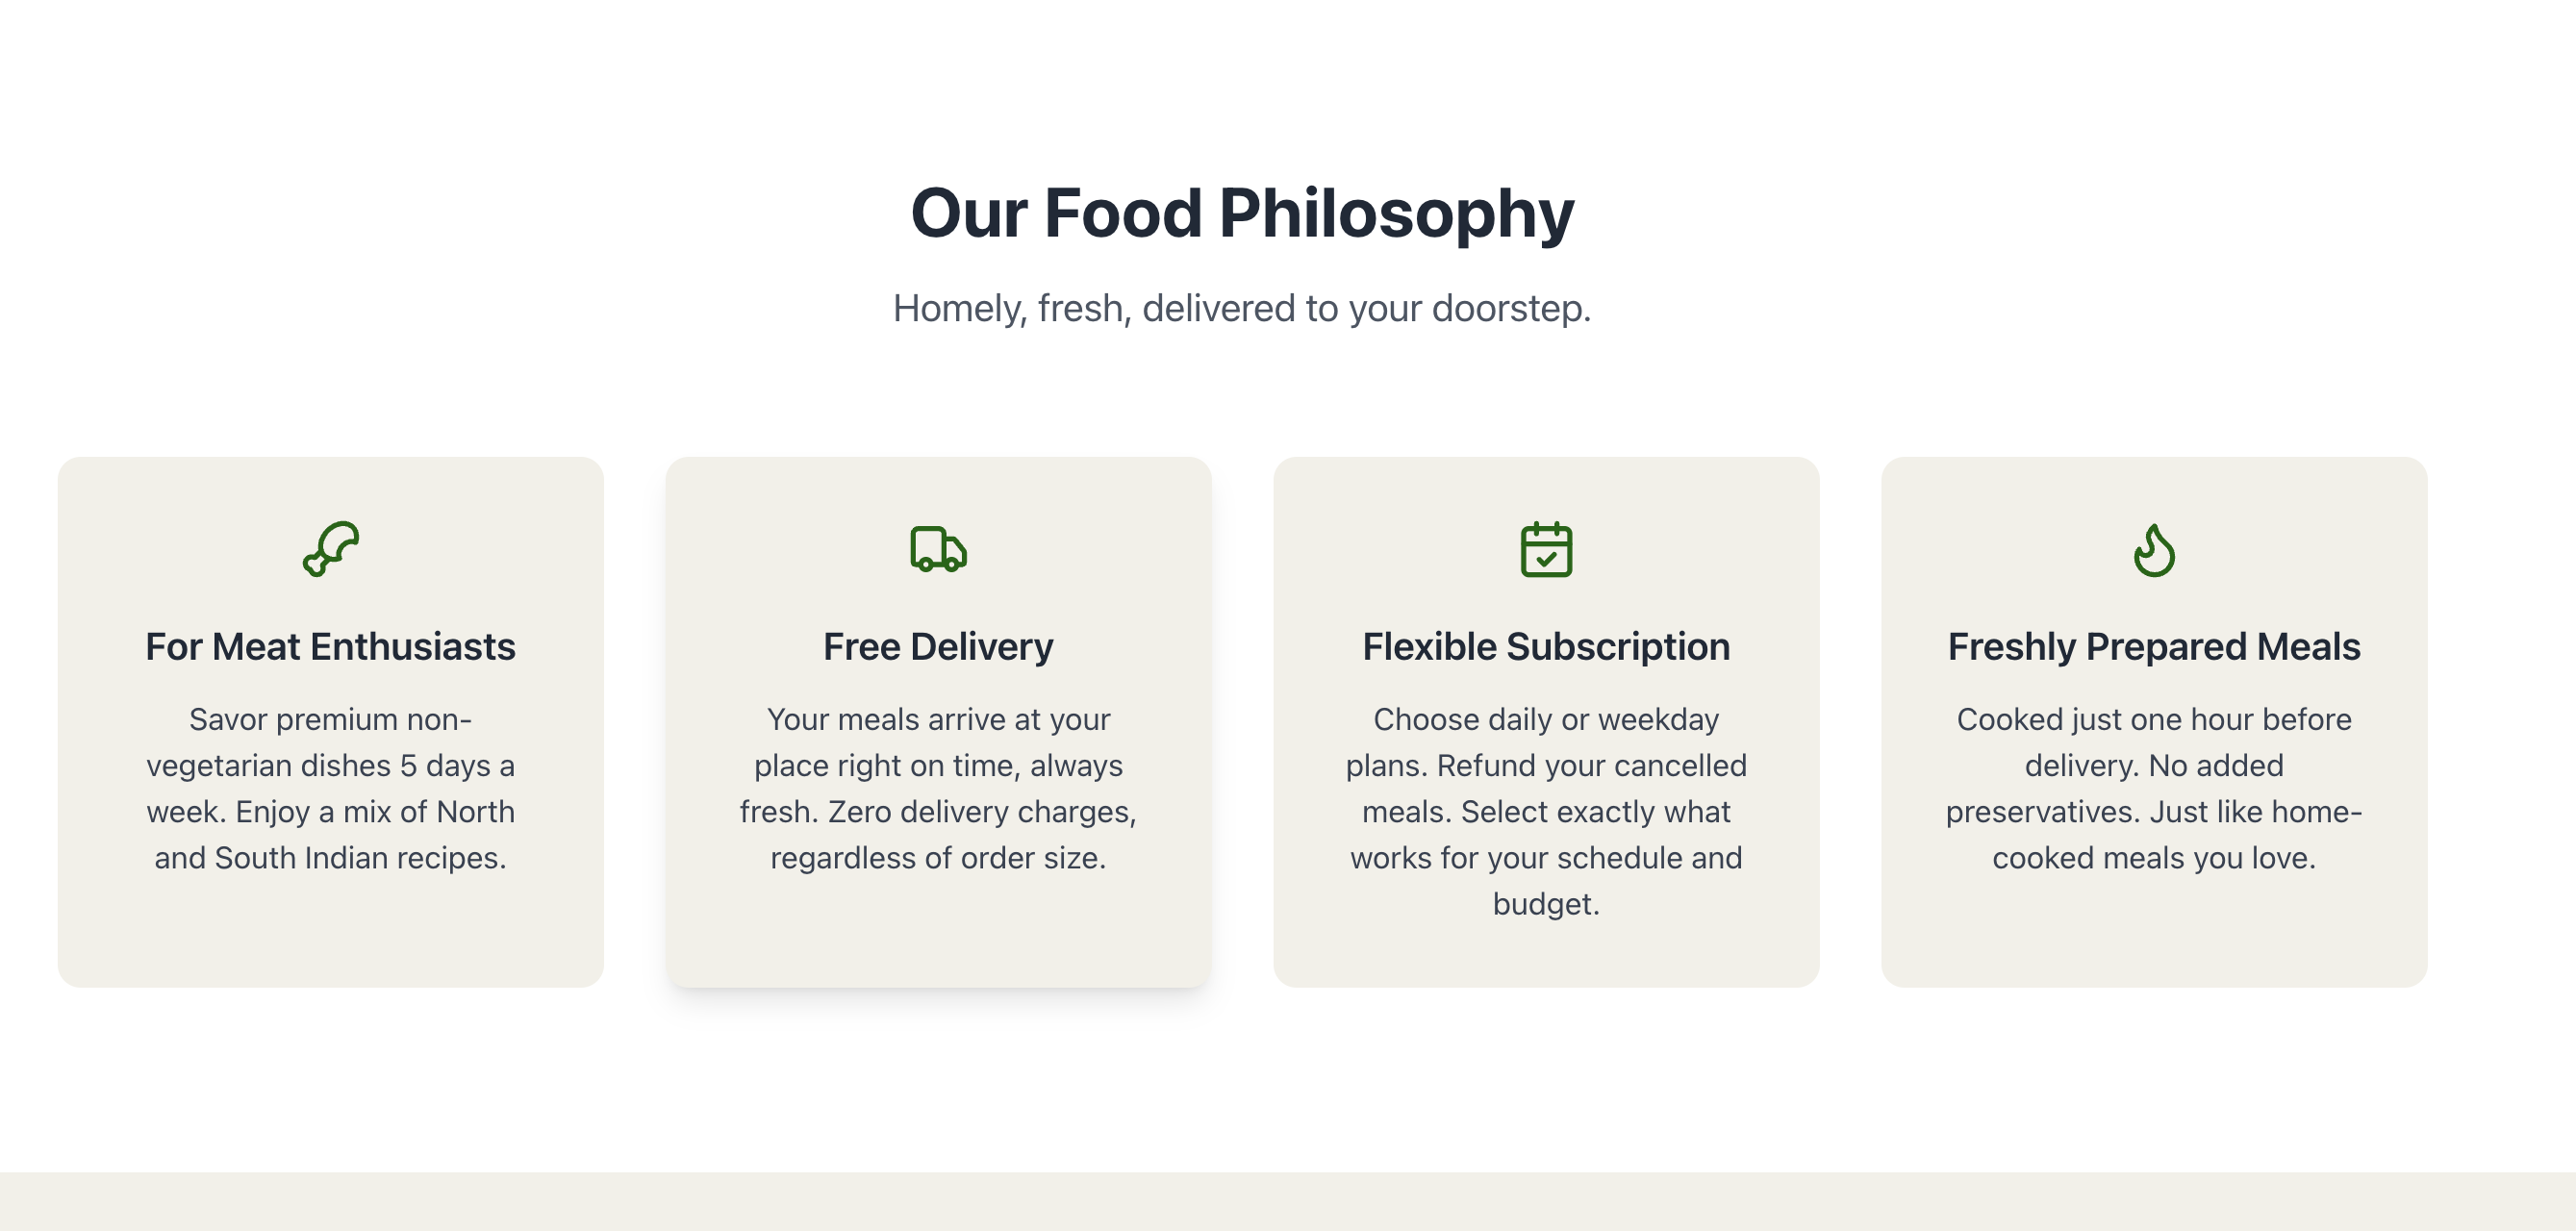 Our Food Philosophy
Homely, fresh, delivered to your doorstep.
For Meat Enthusiasts
Savor premium non-
vegetarian dishes 5 days a
week. Enjoy a mix of North
and South Indian recipes.
Free Delivery
Your meals arrive at your
place right on time, always
fresh. Zero delivery charges,
regardless of order size.
Flexible Subscription
Choose daily or weekday
plans. Refund your cancelled
meals. Select exactly what
works for your schedule and
budget.
Freshly Prepared Meals
Cooked just one hour before
delivery. No added
preservatives. Just like home-
cooked meals you love.